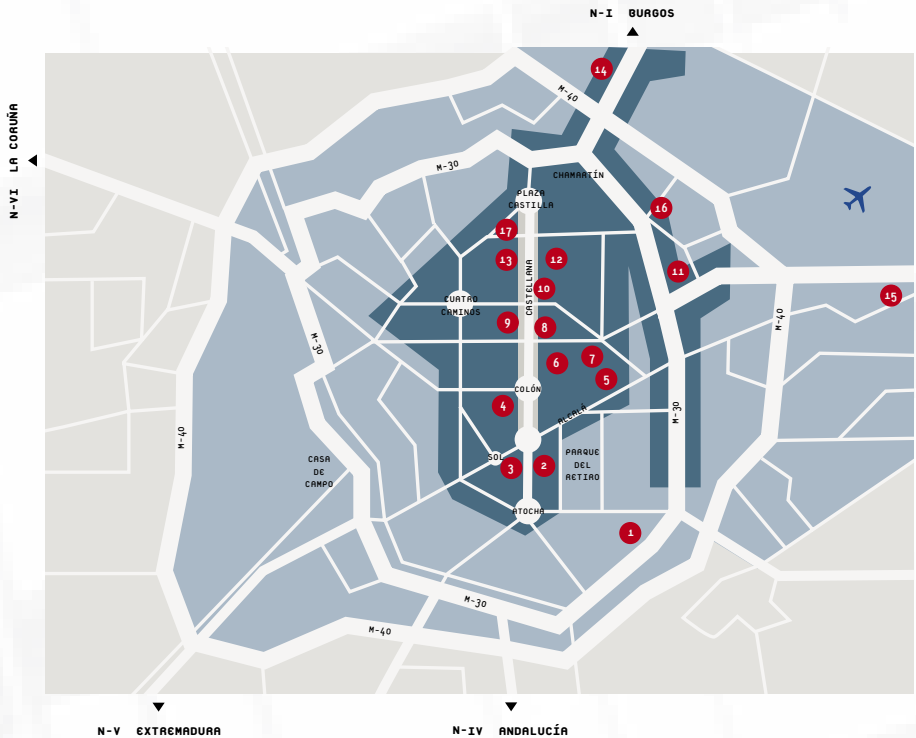 N-I BURGOS
14
M-40
N-VI LA CORUÑA
M-30
CHAMARTÍN
PLAZA
CASTILLA
16
17
13
12
11
CASTELLANA
10
15
CUATRO
CAMINOS
9
8
M-40
M-30
7
6
5
COLÓN
4
ALCALÁ
M-30
M-40
SOL
3
2
PARQUE
DEL
RETIRO
CASA
DE
CAMPO
ATOCHA
1
M-30
M-40
N-V EXTREMADURA
N-IV ANDALUCÍA